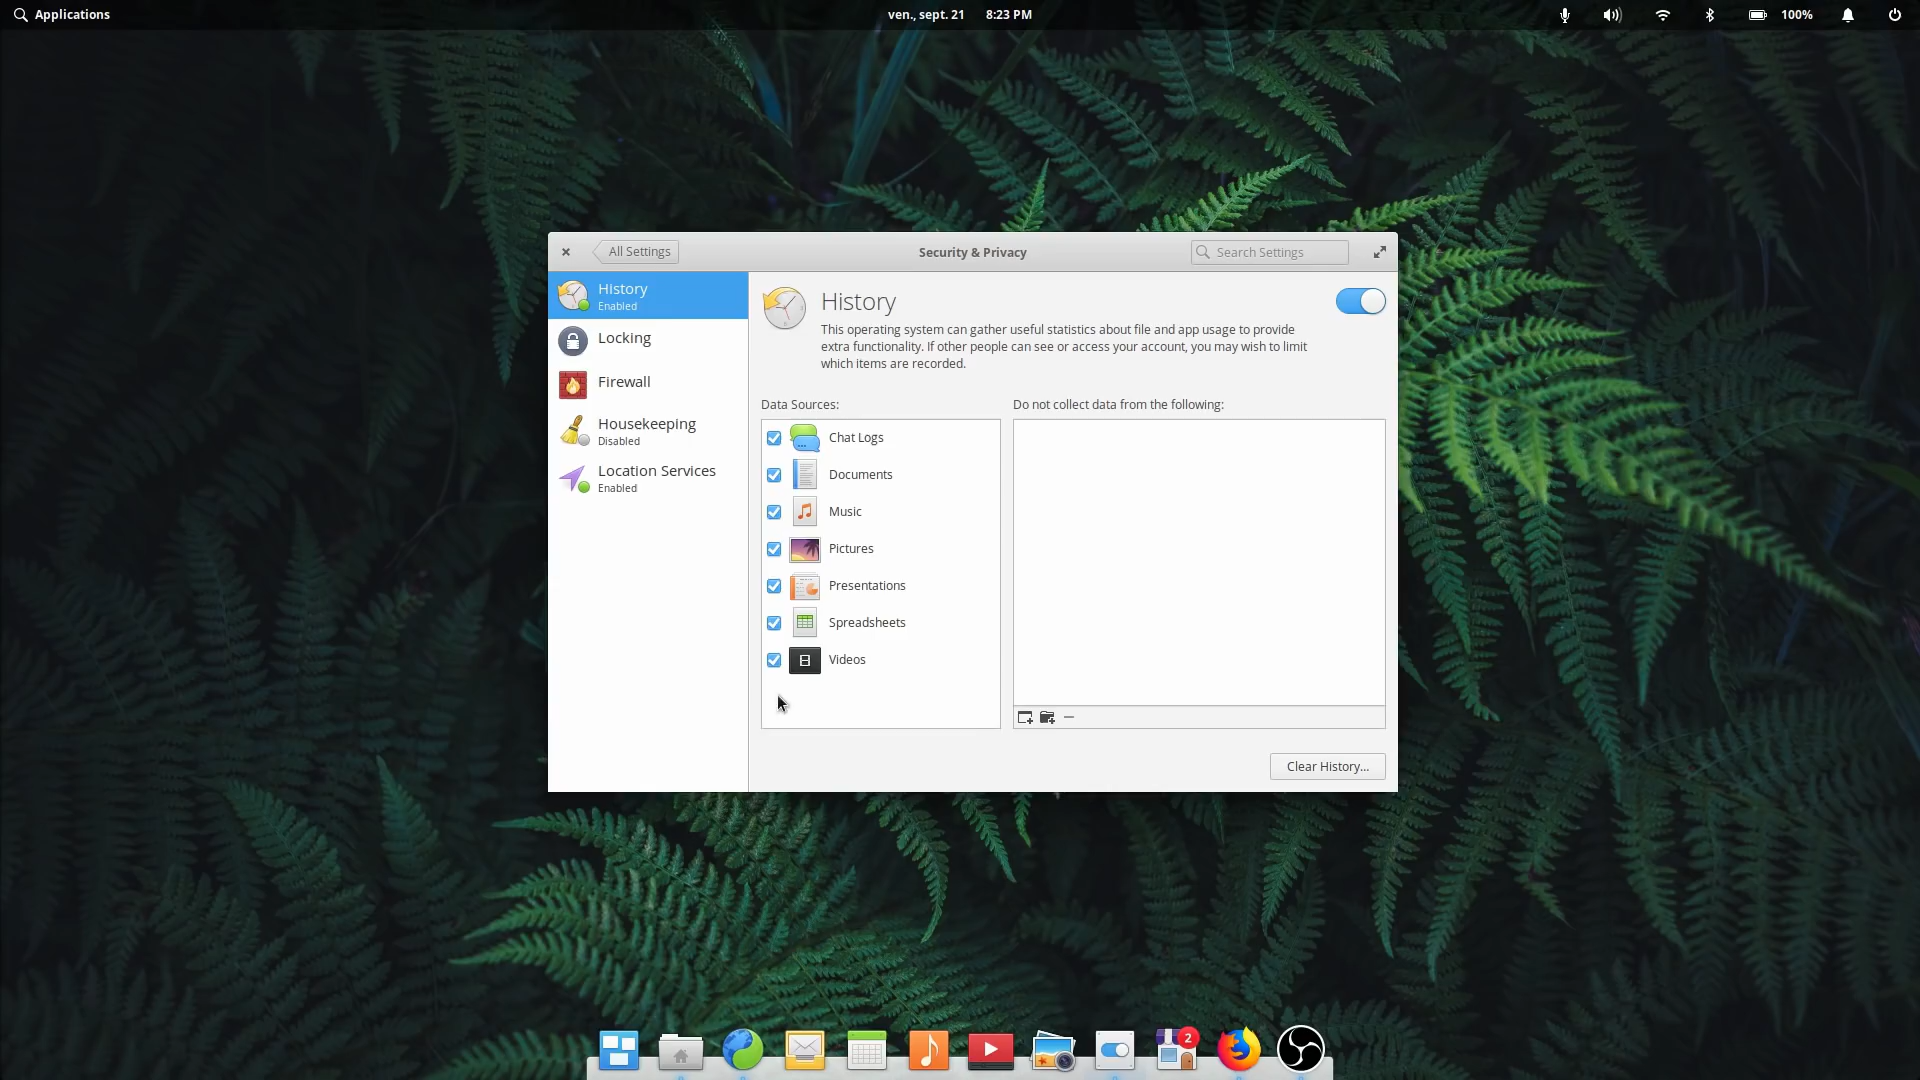 Applications
ven., sept. 21 8:23 PM
100%
All Settings
Security & Privacy
Search Settings
History
Enabled
Locking
Firewall
Housekeeping
Disabled
Location Services
Enabled
History
This operating system can gather useful statistics about file and app usage to provide
extra functionality. If other people can see or access your account, you may wish to limit
which items are recorded.
Data Sources:
Chat Logs
Documents
Music
Pictures
Presentations
Spreadsheets
Videos
Do not collect data from the following:
Clear History...
2